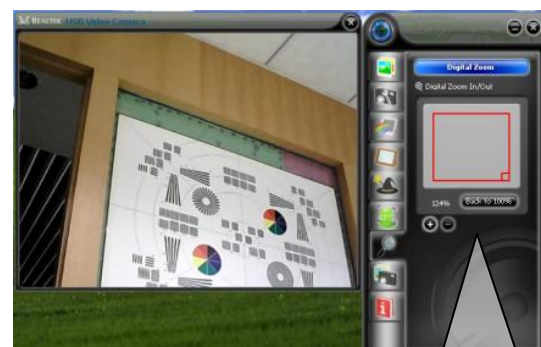 REALTEK USB Video Camera
Digital Zoom
Digital Zoom In/Out
124%
Back to 100%